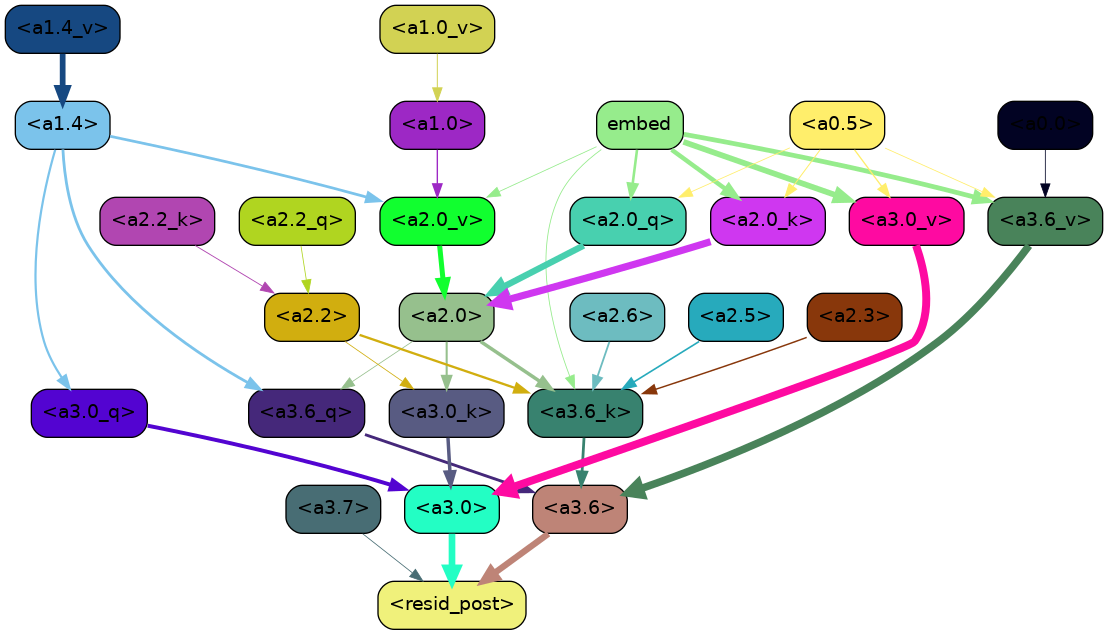 <a1.4_v> <a1.0_v>
<a1.4> <a1.0> embed <a0.5> <a0.0>
<a2.2_k> <a2.2_q> <a2.0_v> <a2.0_q> <a2.0_k> <a3.0_v> <a3.6_v>
<a2.2> <a2.0> <a2.6> <a2.5> <a2.3>
<a3.0_q> <a3.6_q> <a3.0_k> <a3.6_k>
<a3.7> <a3.0> <a3.6>
<resid_post>